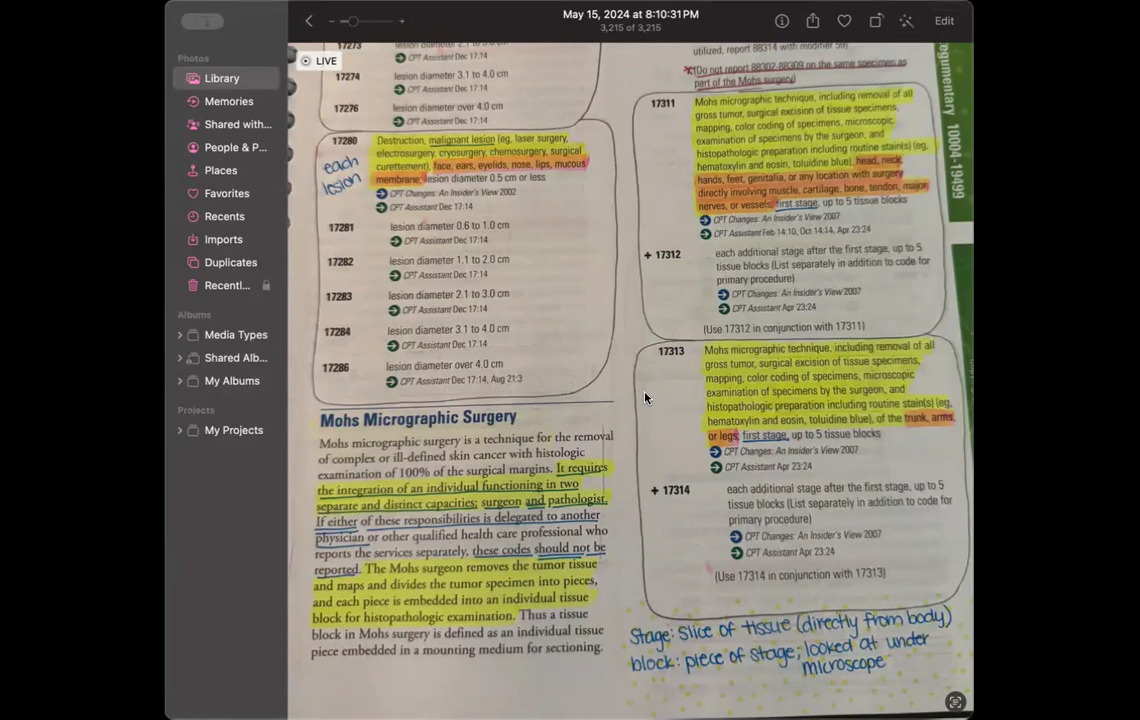 May 15, 2024 at 8:10:31 PM
3,215 of 3,215
Edit
LIVE
Photos
Library
Memories
Shared with...
People & P...
Places
Favorites
Recents
Imports
Duplicates
Recentl...
Albums
Media Types
Shared Alb...
My Albums
Projects
My Projects
17273
lesion diameter 2.1 to 3.0 cm
CPT Assistant Dec 17:14
17274 lesion diameter 3.1 to 4.0 cm
CPT Assistant Dec 17:14
17276 lesion diameter over 4.0 cm
CPT Assistant Dec 17:14
17280 Destruction, malignant lesion (eg, laser surgery,
electrosurgery, cryosurgery, chemosurgery, surgical
curettement), face, ears, eyelids, nose, lips, mucous
membrane; lesion diameter 0.5 cm or less
each
lesion
CPT Changes: An Insider's View 2002
CPT Assistant Dec 17:14
17281 lesion diameter 0.6 to 1.0 cm
CPT Assistant Dec 17:14
17282 lesion diameter 1.1 to 2.0 cm
CPT Assistant Dec 17:14
17283 lesion diameter 2.1 to 3.0 cm
CPT Assistant Dec 17:14
17284 lesion diameter 3.1 to 4.0 cm
CPT Assistant Dec 17:14
17286 lesion diameter over 4.0 cm
CPT Assistant Dec 17:14, Aug 21:3
Mohs Micrographic Surgery
Mohs micrographic surgery is a technique for the removal
of complex or ill-defined skin cancer with histologic
examination of 100% of the surgical margins. It requires
the integration of an individual functioning in two
separate and distinct capacities: surgeon and pathologist.
If either of these responsibilities is delegated to another
physician or other qualified health care professional who
reports the services separately, these codes should not be
reported. The Mohs surgeon removes the tumor tissue
and maps and divides the tumor specimen into pieces,
and each piece is embedded into an individual tissue
block for histopathologic examination. Thus a tissue
block in Mohs surgery is defined as an individual tissue
piece embedded in a mounting medium for sectioning.
utilized, report 88314 with modifier 59)
(Do not report 88302-88309 on the same specimen as
part of the Mohs surgery)
17311 Mohs micrographic technique, including removal of all
gross tumor, surgical excision of tissue specimens,
mapping, color coding of specimens, microscopic
examination of specimens by the surgeon, and
histopathologic preparation including routine stain(s) (eg,
hematoxylin and eosin, toluidine blue), head, neck,
hands, feet, genitalia, or any location with surgery
directly involving muscle, cartilage, bone, tendon, major
nerves, or vessels; first stage, up to 5 tissue blocks
CPT Changes: An Insider's View 2007
CPT Assistant Feb 14:10, Oct 14:14, Apr 23:24
+ 17312 each additional stage after the first stage, up to 5
tissue blocks (List separately in addition to code for
primary procedure)
CPT Changes: An Insider's View 2007
CPT Assistant Apr 23:24
(Use 17312 in conjunction with 17311)
17313 Mohs micrographic technique, including removal of all
gross tumor, surgical excision of tissue specimens,
mapping, color coding of specimens, microscopic
examination of specimens by the surgeon, and
histopathologic preparation including routine stain(s) (eg,
hematoxylin and eosin, toluidine blue), of the trunk, arms,
or legs; first stage, up to 5 tissue blocks
CPT Changes: An Insider's View 2007
CPT Assistant Apr 23:24
+ 17314 each additional stage after the first stage, up to 5
tissue blocks (List separately in addition to code for
primary procedure)
CPT Changes: An Insider's View 2007
CPT Assistant Apr 23:24
(Use 17314 in conjunction with 17313)
Stage: Slice of tissue (directly from body)
block: piece of stage; looked at under
microscope
10004-19499